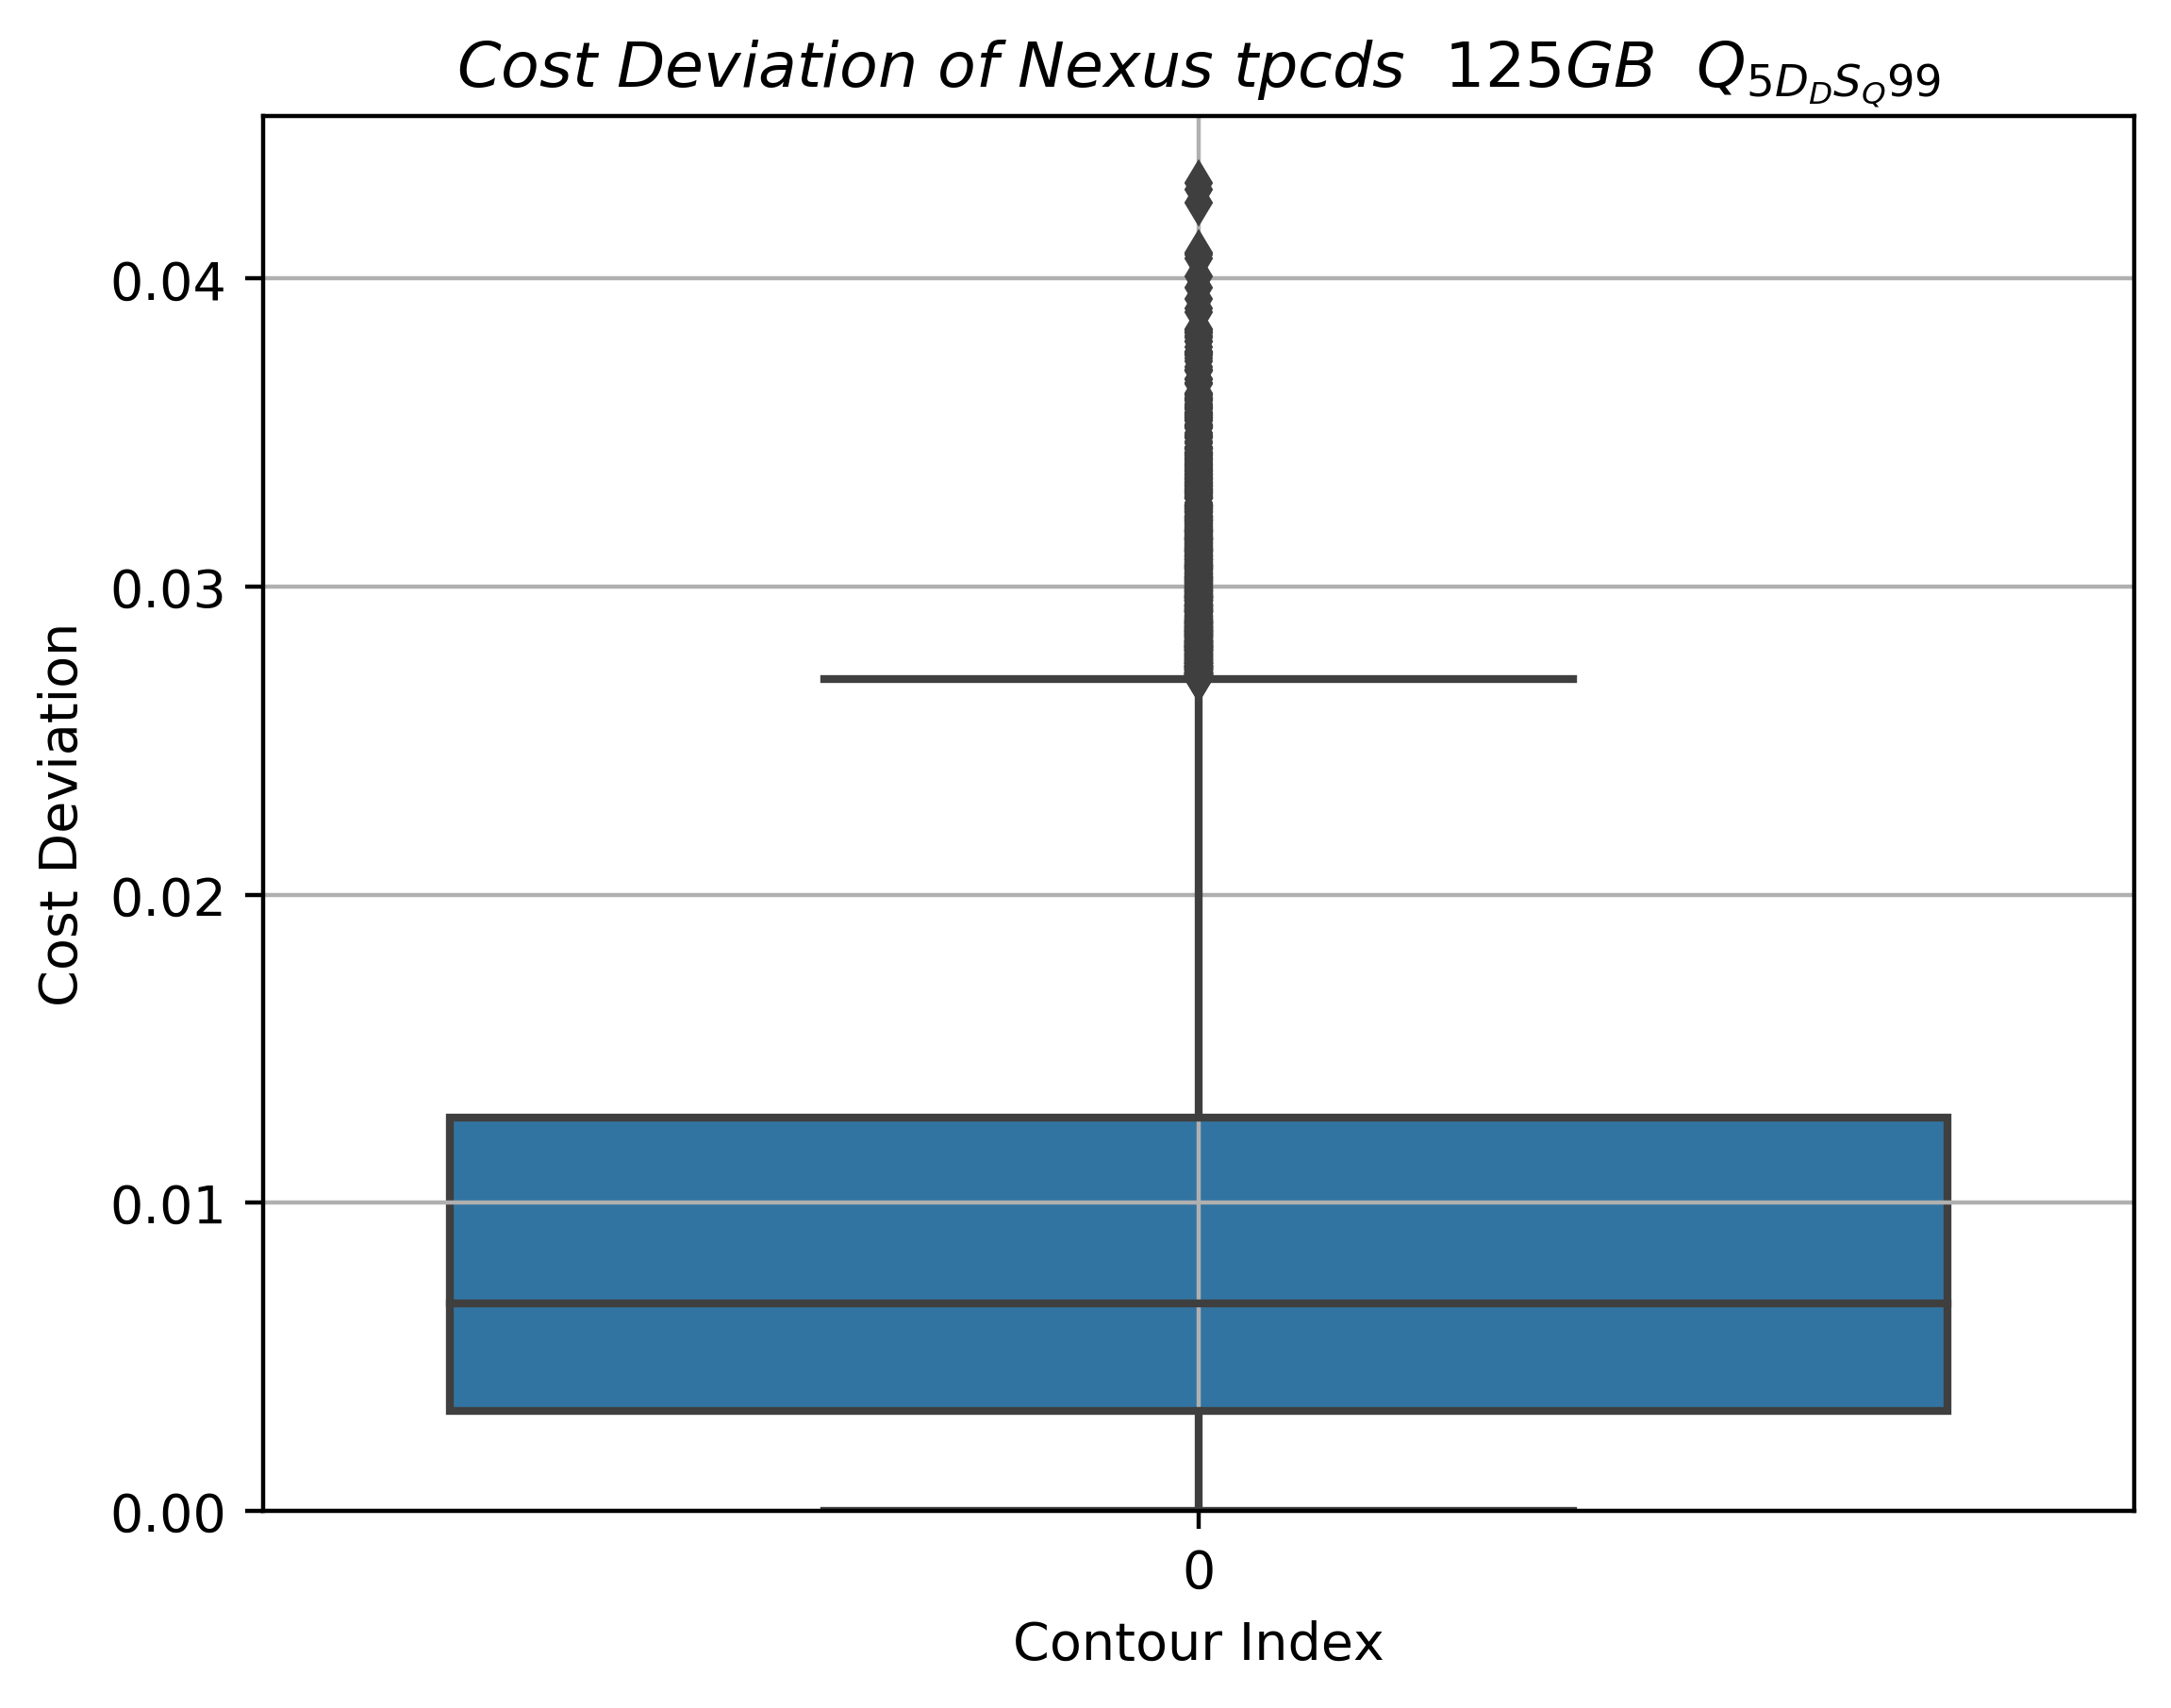 Cost Deviation of Nexus tpcds 125GB Q5DDSQ99
0.04
0.03
0.02
0.01
0.00
Cost Deviation
0
Contour Index